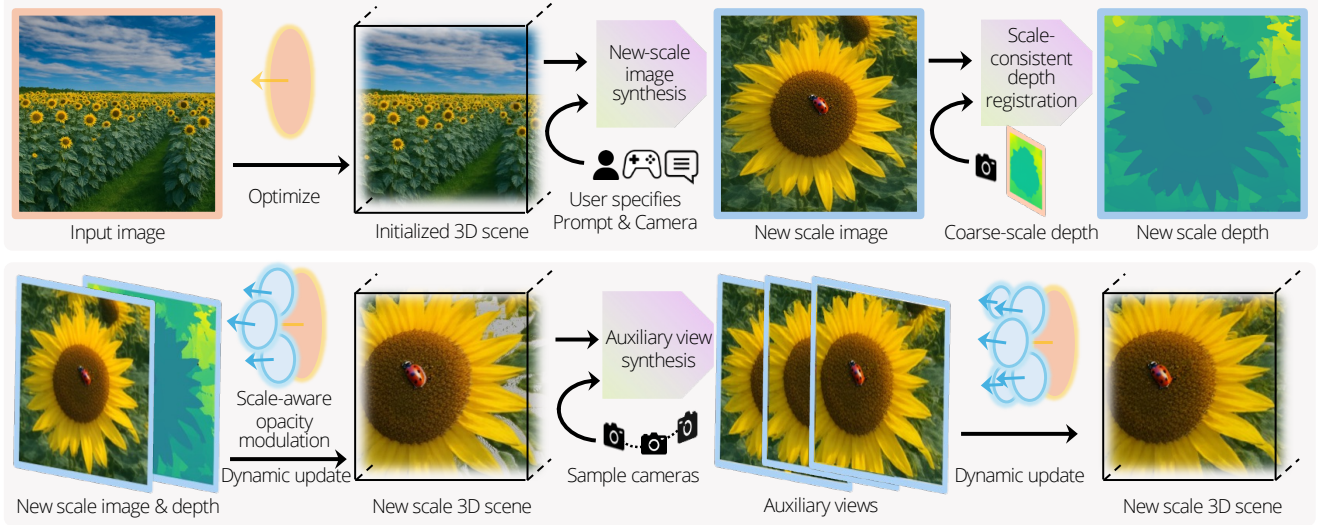 Input image
Optimize
Initialized 3D scene
New-scale
image
synthesis
User specifies
Prompt & Camera
New scale image
Scale-
consistent
depth
registration
Coarse-scale depth
New scale depth
New scale image & depth
Scale-aware
opacity
modulation
Dynamic update
New scale 3D scene
Auxiliary view
synthesis
Sample cameras
Auxiliary views
Dynamic update
New scale 3D scene